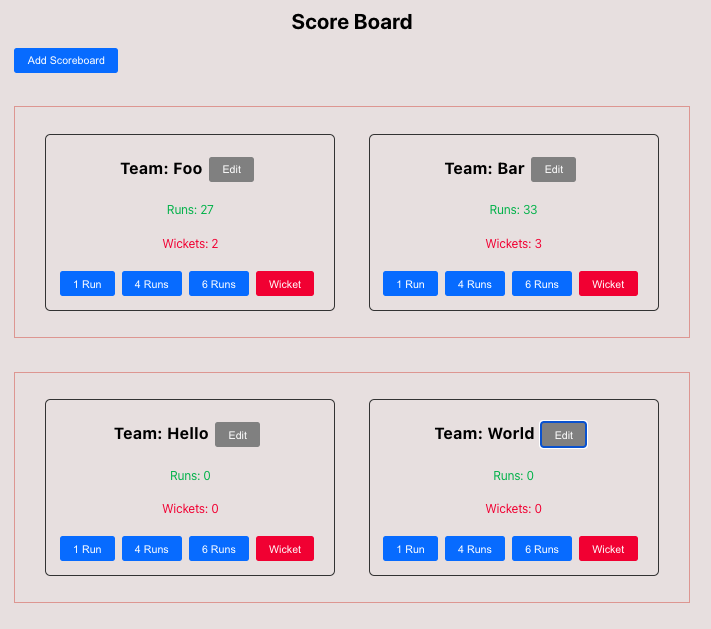 Score Board
Add Scoreboard
Team: Foo Edit
Runs: 27
Wickets: 2
1 Run 4 Runs 6 Runs Wicket
Team: Bar Edit
Runs: 33
Wickets: 3
1 Run 4 Runs 6 Runs Wicket
Team: Hello Edit
Runs: 0
Wickets: 0
1 Run 4 Runs 6 Runs Wicket
Team: World Edit
Runs: 0
Wickets: 0
1 Run 4 Runs 6 Runs Wicket